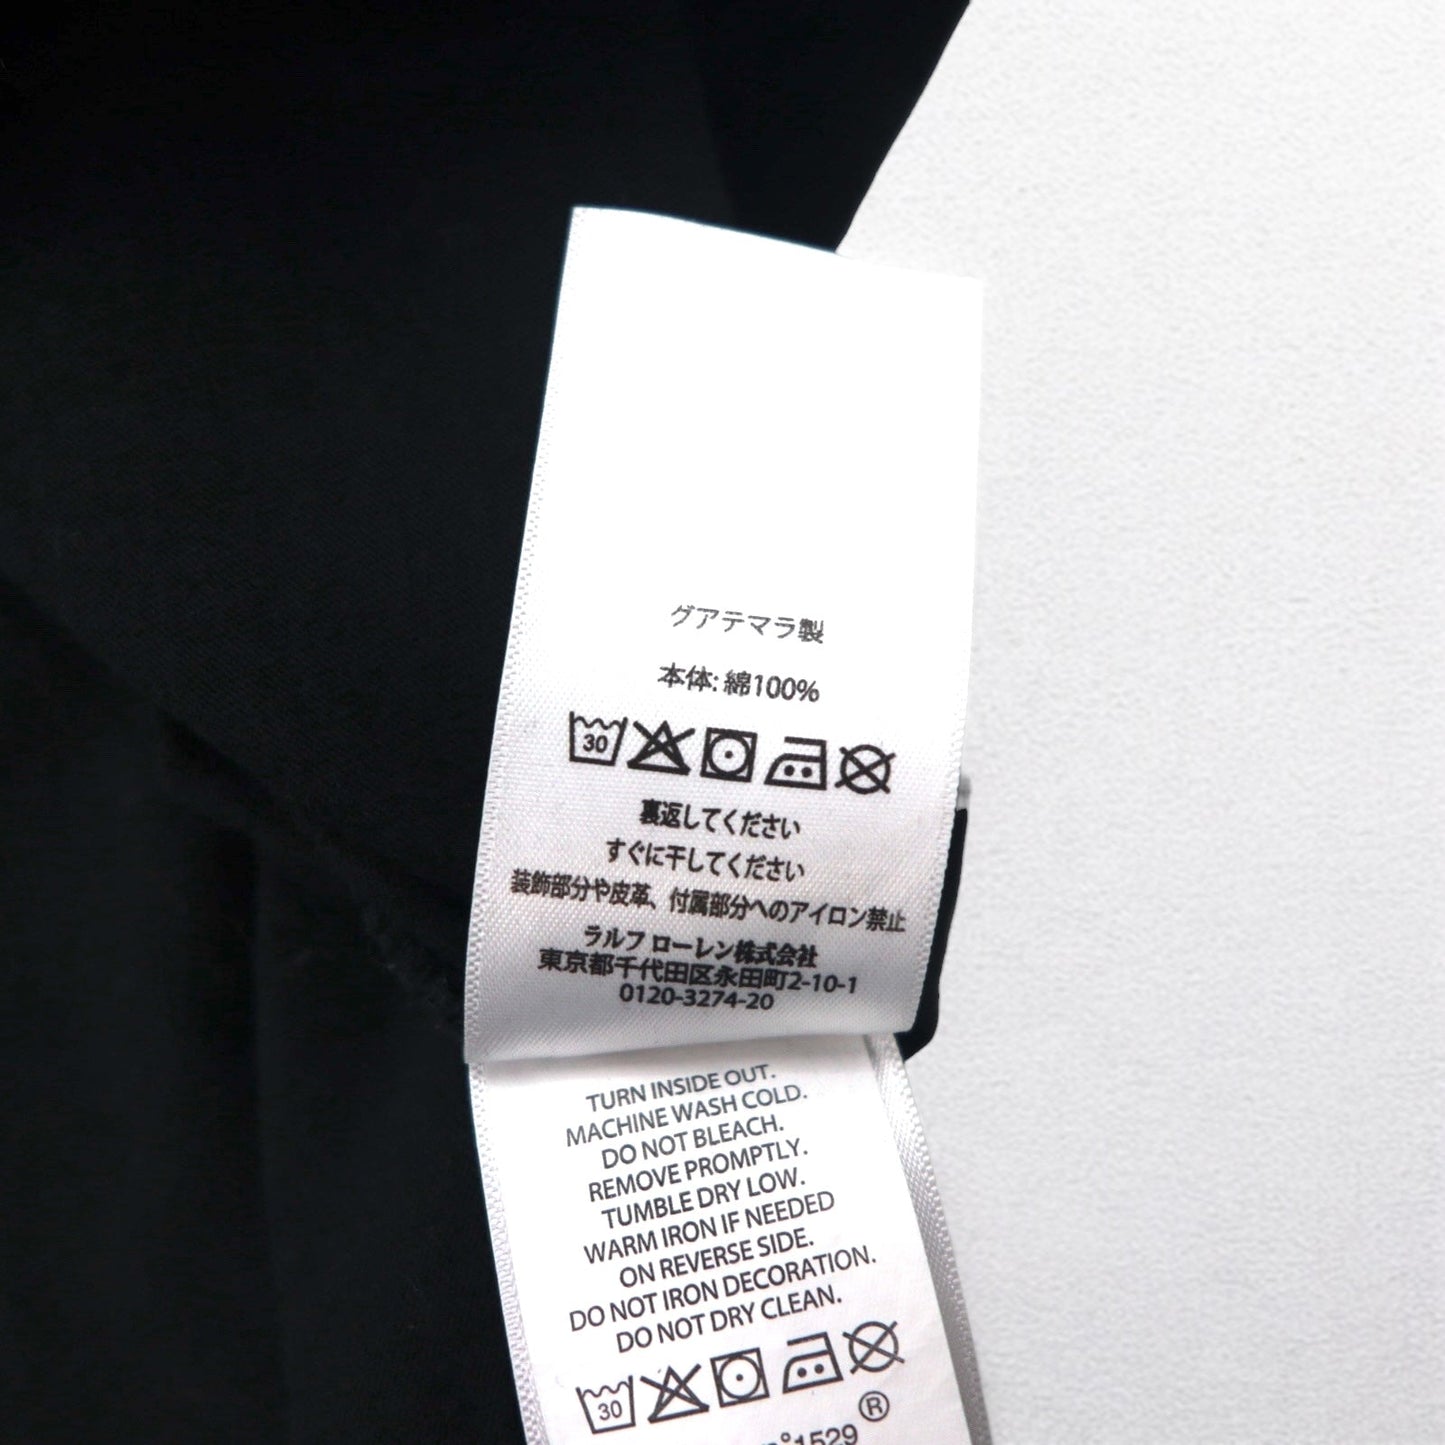 グアテマラ製
本体: 綿100%
30
裏返してください
すぐに干してください
装飾部分や皮革、付属部分へのアイロン禁止
ラルフ ローレン株式会社
東京都千代田区永田町2-10-1
0120-3274-20
TURN INSIDE OUT.
MACHINE WASH COLD.
DO NOT BLEACH.
REMOVE PROMPTLY.
TUMBLE DRY LOW.
WARM IRON IF NEEDED
ON REVERSE SIDE.
DO NOT IRON DECORATION.
DO NOT DRY CLEAN.
30
®
1529